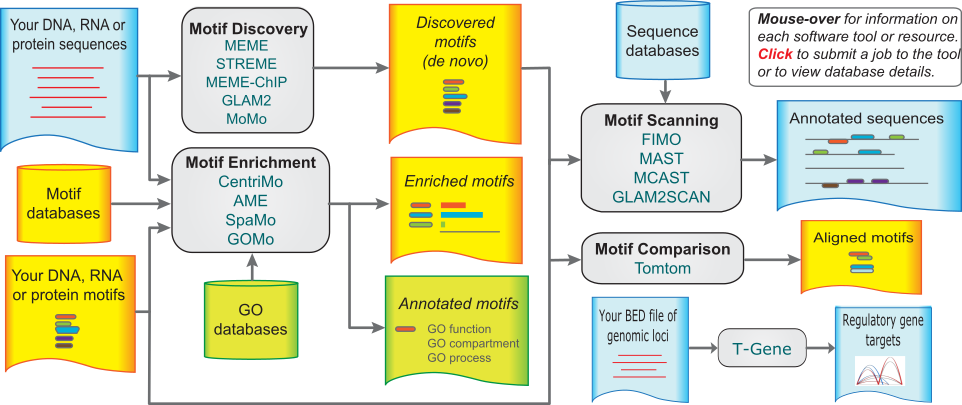 Your DNA, RNA or
protein sequences
Motif Discovery
MEME
STREME
MEME-ChIP
GLAM2
MoMo
Discovered
motifs
(de novo)
Sequence
databases
Mouse-over for information on
each software tool or resource.
Click to submit a job to the tool
or to view database details.
Motif
databases
Motif Enrichment
CentriMo
AME
SpaMo
GOMo
Enriched motifs
Motif Scanning
FIMO
MAST
MCAST
GLAM2SCAN
Annotated sequences
Your DNA, RNA
or protein motifs
GO
databases
Annotated motifs
GO function
GO compartment
GO process
Motif Comparison
Tomtom
Aligned motifs
Your BED file of
genomic loci
T-Gene
Regulatory gene
targets